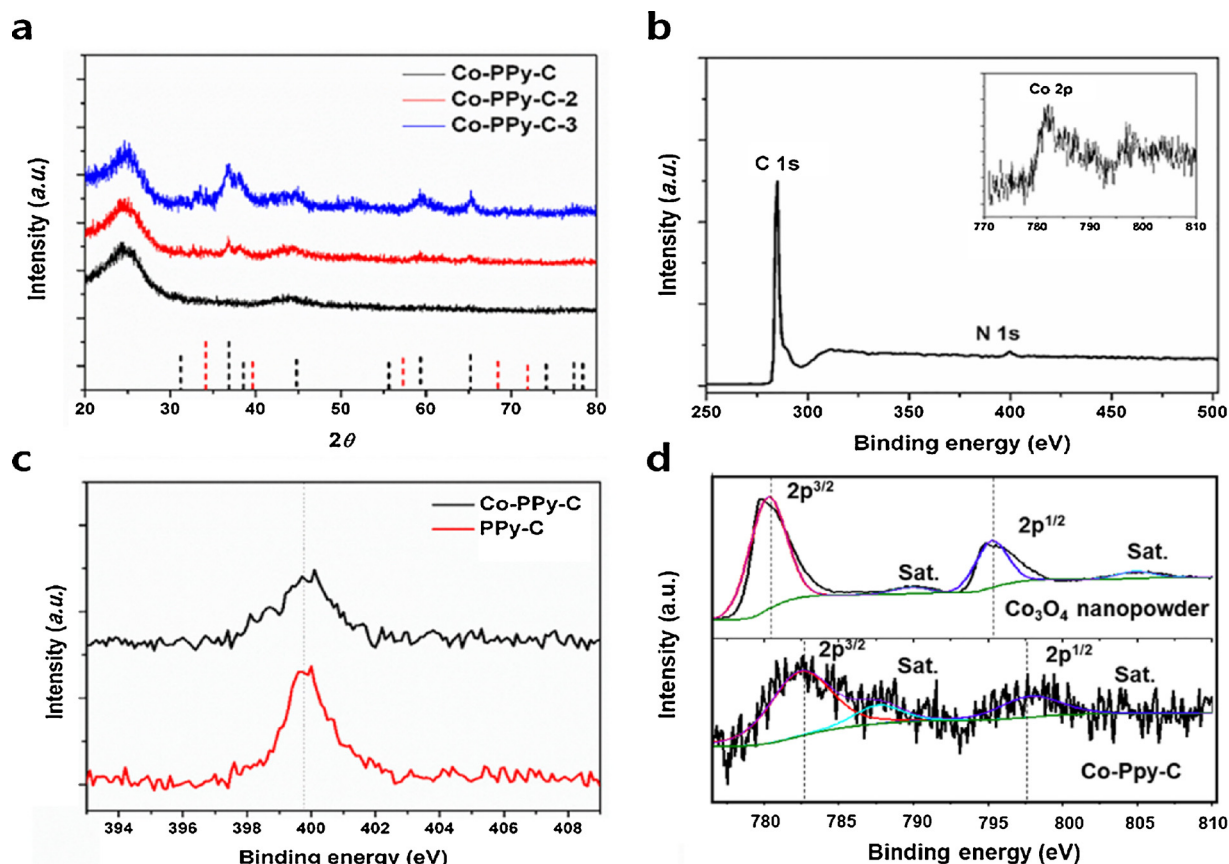 a
Co-PPy-C
Co-PPy-C-2
Co-PPy-C-3
Intensity (a.u.)
20 30 40 50 60 70 80
2θ
b
Co 2p
770 780 790 800 810
C 1s
N 1s
Intensity (a.u.)
250 300 350 400 450 500
Binding energy (eV)
c
Co-PPy-C
PPy-C
Intensity (a.u.)
394 396 398 400 402 404 406 408
Binding energy (eV)
d
2p3/2
2p1/2
Sat.
Sat.
Co₃O₄ nanopowder
2p3/2
Sat.
2p1/2
Sat.
Co-Ppy-C
Intensity (a.u.)
780 785 790 795 800 805 810
Binding energy (eV)